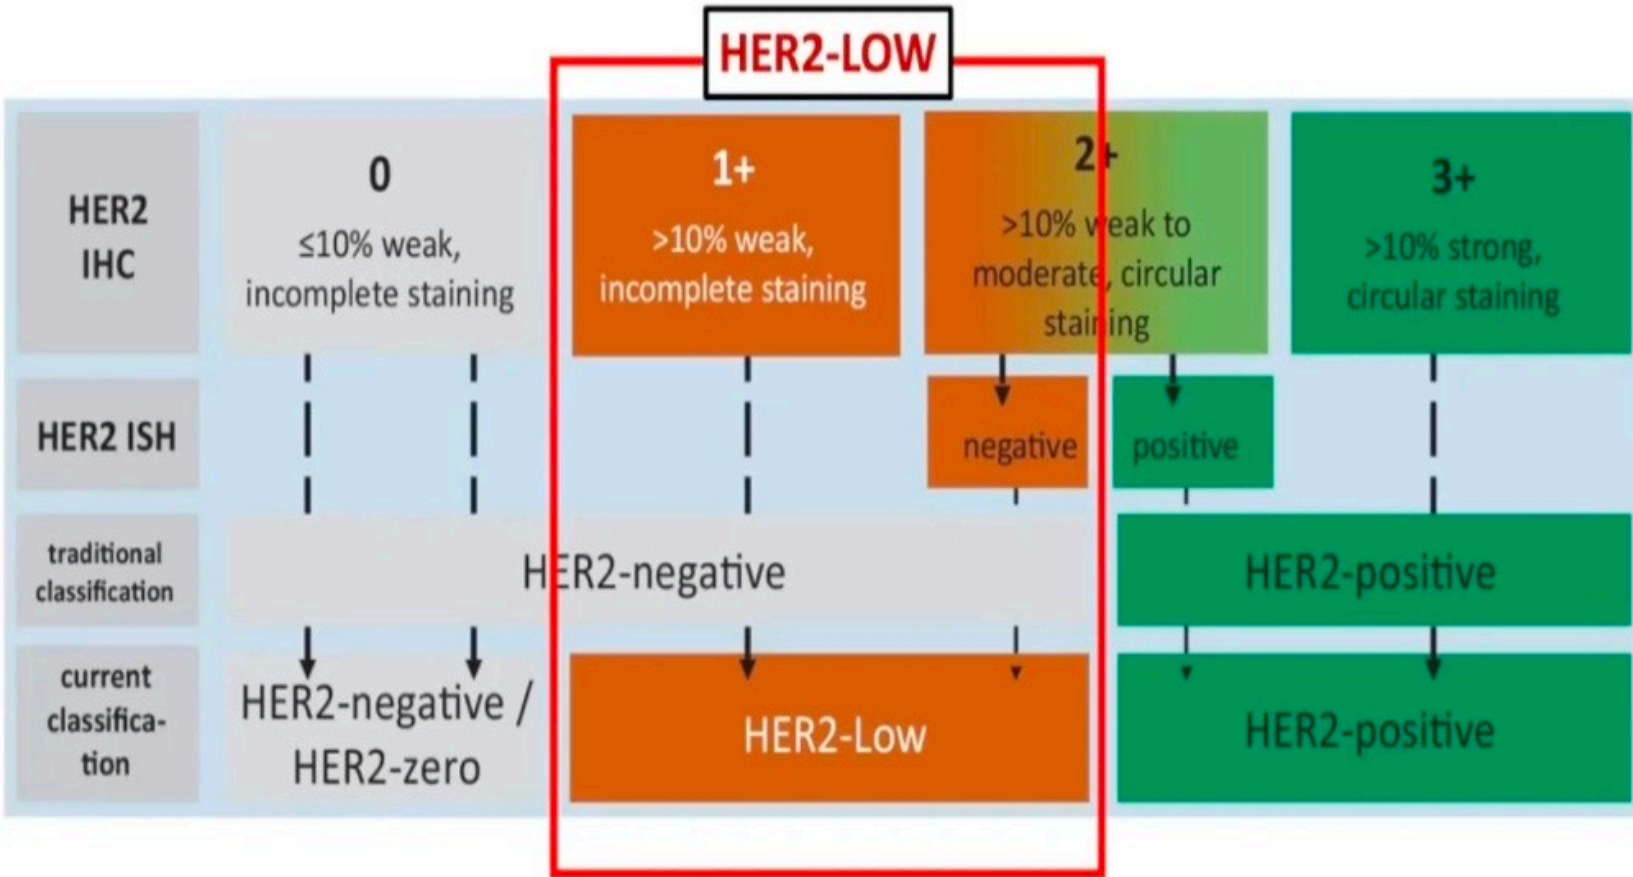 HER2-LOW
HER2
IHC
0
≤10% weak,
incomplete staining
1+
>10% weak,
incomplete staining
2+
>10% weak to
moderate, circular
staining
3+
>10% strong,
circular staining
HER2 ISH
negative
positive
traditional
classification
HER2-negative
HER2-positive
current
classifica-
tion
HER2-negative /
HER2-zero
HER2-Low
HER2-positive